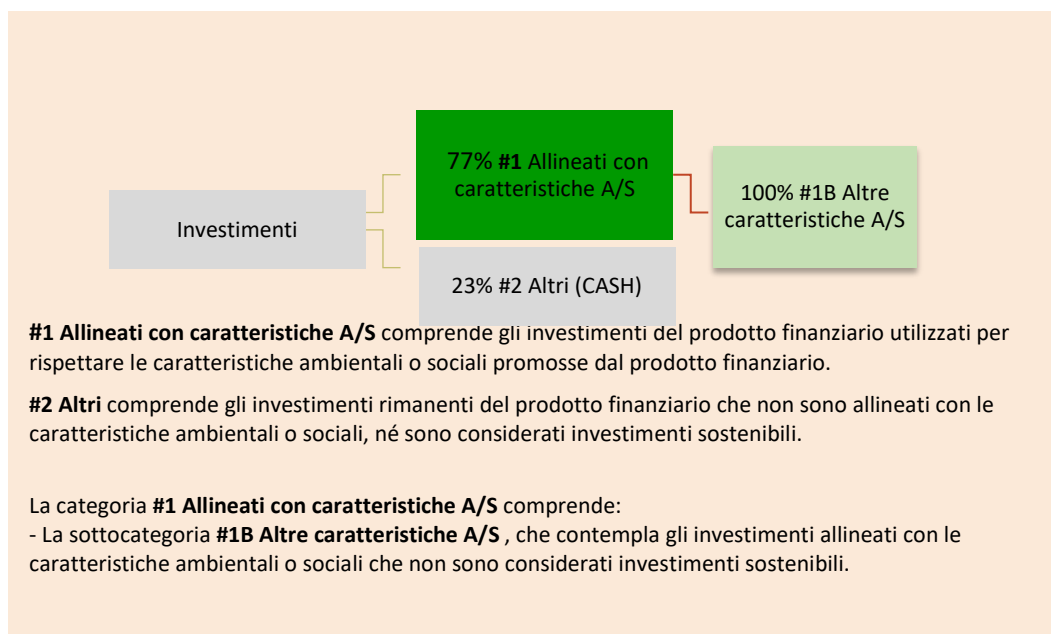 77% #1 Allineati con
caratteristiche A/S
100% #1B Altre
caratteristiche A/S
Investimenti
23% #2 Altri (CASH)
#1 Allineati con caratteristiche A/S comprende gli investimenti del prodotto finanziario utilizzati per
rispettare le caratteristiche ambientali o sociali promosse dal prodotto finanziario.
#2 Altri comprende gli investimenti rimanenti del prodotto finanziario che non sono allineati con le
caratteristiche ambientali o sociali, né sono considerati investimenti sostenibili.
La categoria #1 Allineati con caratteristiche A/S comprende:
- La sottocategoria #1B Altre caratteristiche A/S , che contempla gli investimenti allineati con le
caratteristiche ambientali o sociali che non sono considerati investimenti sostenibili.